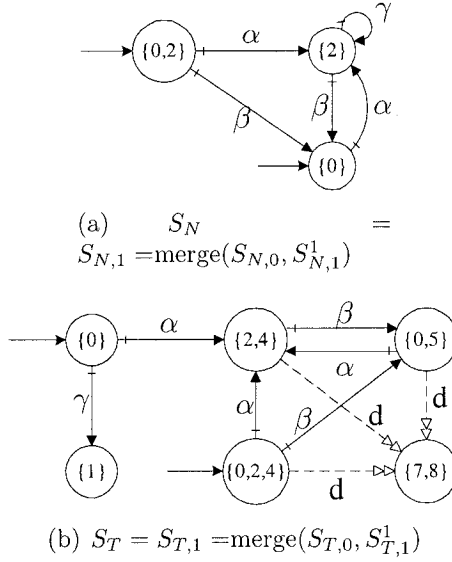 γ
{0,2} α {2}
β β α
{0}
(a) S_N =
S_{N,1} =merge(S_{N,0}, S^1_{N,1})
{0} α {2,4} β {0,5}
α
γ α β d d
{1} {0,2,4} d {7,8}
(b) S_T = S_{T,1} =merge(S_{T,0}, S^1_{T,1})